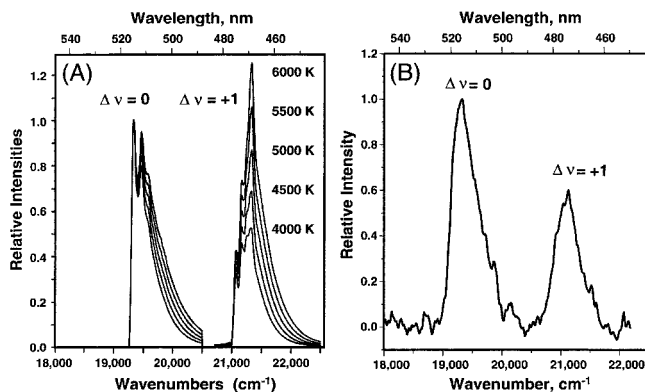 Wavelength, nm
540 520 500 480 460
(A)
Δ ν = 0
Δ ν = +1
6000 K
5500 K
5000 K
4500 K
4000 K
Relative Intensities
1.2
1.0
0.8
0.6
0.4
0.2
0.0
18,000 20,000 22,000
Wavenumbers (cm-1)
Wavelength, nm
540 520 500 480 460
(B)
Δ ν = 0
Δ ν = +1
Relative Intensity
1.2
1.0
0.8
0.6
0.4
0.2
0.0
18,000 19,000 20,000 21,000 22,000
Wavenumber, cm-1